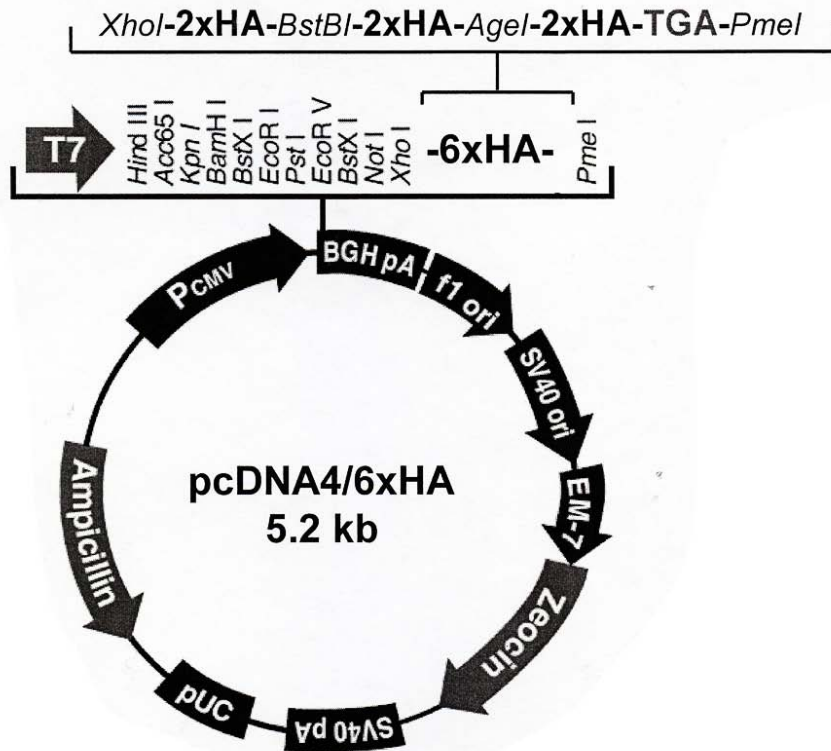 XhoI-2xHA-BstBI-2xHA-AgeI-2xHA-TGA-PmeI
T7
Hind III
Acc65 I
Kpn I
BamH I
BstX I
EcoR I
Pst I
EcoR V
BstX I
Not I
Xho I
-6xHA-
Pme I
PCMV
BGH pA
f1 ori
SV40 ori
EM-7
Zeocin
SV40 pA
pUC
Ampicillin
pcDNA4/6xHA
5.2 kb